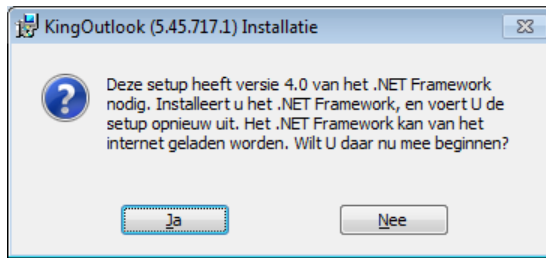 KingOutlook (5.45.717.1) Installatie
Deze setup heeft versie 4.0 van het .NET Framework
nodig. Installeert u het .NET Framework, en voert U de
setup opnieuw uit. Het .NET Framework kan van het
internet geladen worden. Wilt U daar nu mee beginnen?
Ja
Nee